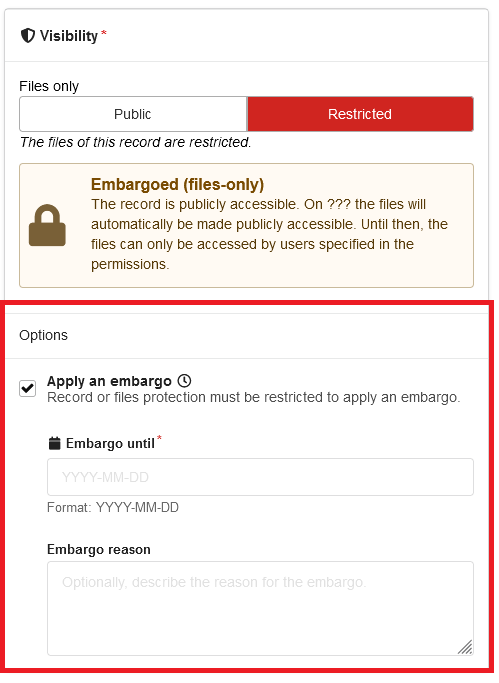 Visibility*
Files only
Public
Restricted
The files of this record are restricted.
Embargoed (files-only)
The record is publicly accessible. On ??? the files will
automatically be made publicly accessible. Until then, the
files can only be accessed by users specified in the
permissions.
Options
Apply an embargo
Record or files protection must be restricted to apply an embargo.
Embargo until*
YYYY-MM-DD
Format: YYYY-MM-DD
Embargo reason
Optionally, describe the reason for the embargo.